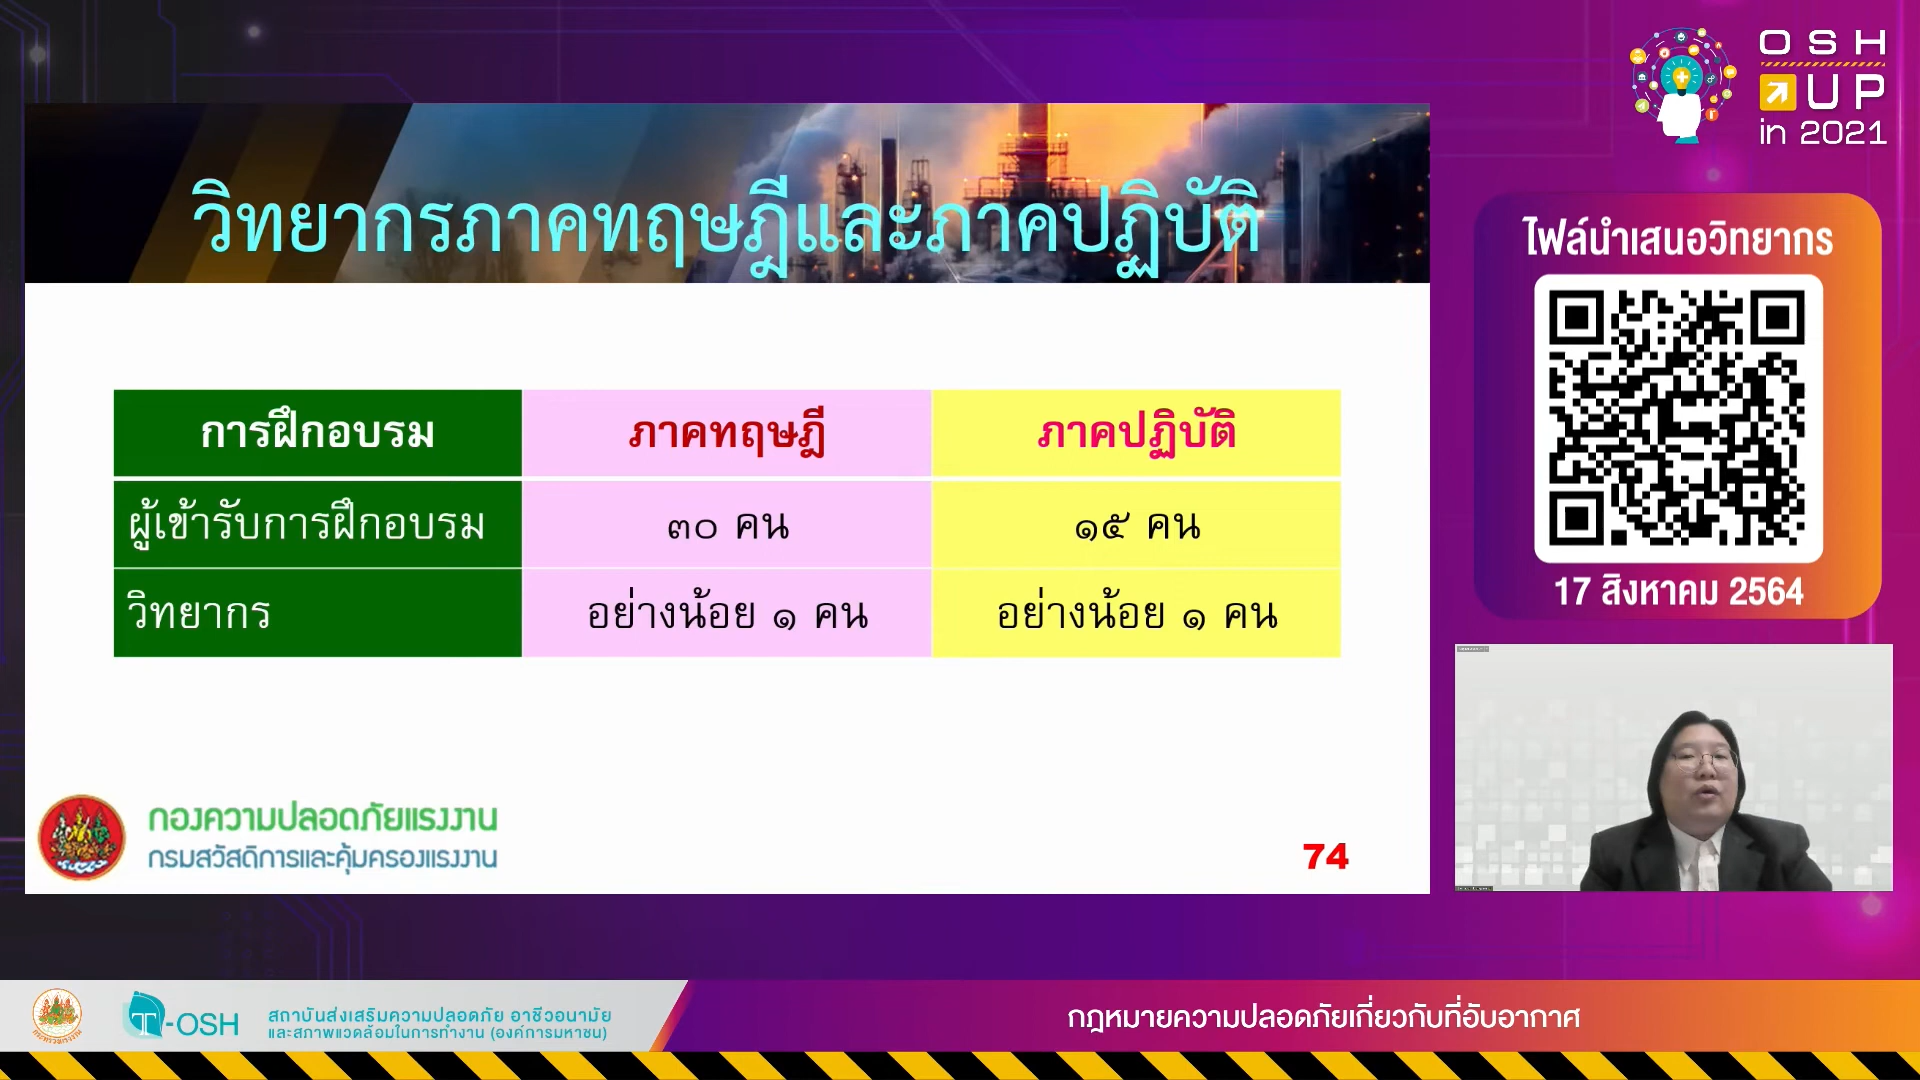 OSH
UP
in 2021
วิทยากรภาคทฤษฎีและภาคปฏิบัติ
การฝึกอบรม ภาคทฤษฎี ภาคปฏิบัติ
ผู้เข้ารับการฝึกอบรม ๓๐ คน ๑๕ คน
วิทยากร อย่างน้อย ๑ คน อย่างน้อย ๑ คน
กองความปลอดภัยแรงงาน
กรมสวัสดิการและคุ้มครองแรงงาน
74
ไฟล์นำเสนอวิทยากร
17 สิงหาคม 2564
T-OSH
สถาบันส่งเสริมความปลอดภัย อาชีวอนามัย
และสภาพแวดล้อมในการทำงาน (องค์การมหาชน)
กฎหมายความปลอดภัยเกี่ยวกับที่อับอากาศ